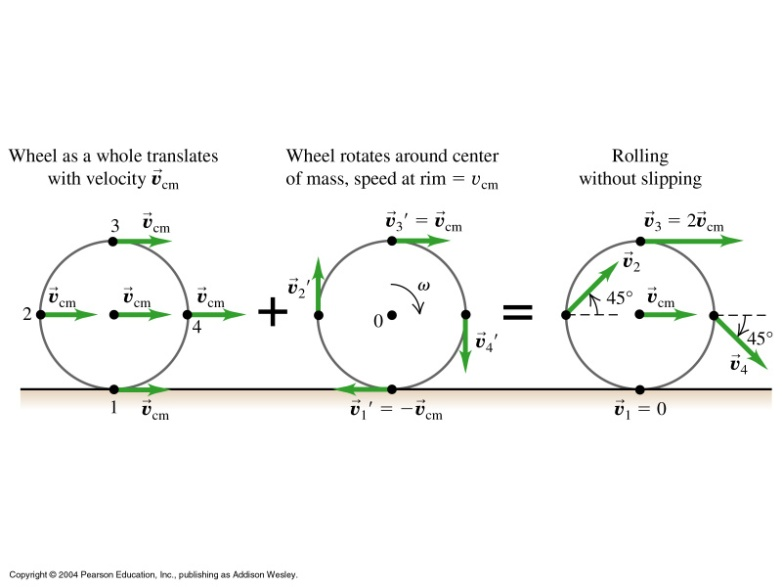 Wheel as a whole translates
with velocity v⃗cm
Wheel rotates around center
of mass, speed at rim = vcm
Rolling
without slipping
3 v⃗cm
v⃗3′ = v⃗cm
v⃗3 = 2v⃗cm
2 v⃗cm v⃗cm v⃗cm
4
+
v⃗2′
ω
0
v⃗4′
=
v⃗2
45° v⃗cm
45°
v⃗4
1 v⃗cm
v⃗1′ = −v⃗cm
v⃗1 = 0
Copyright © 2004 Pearson Education, Inc., publishing as Addison Wesley.